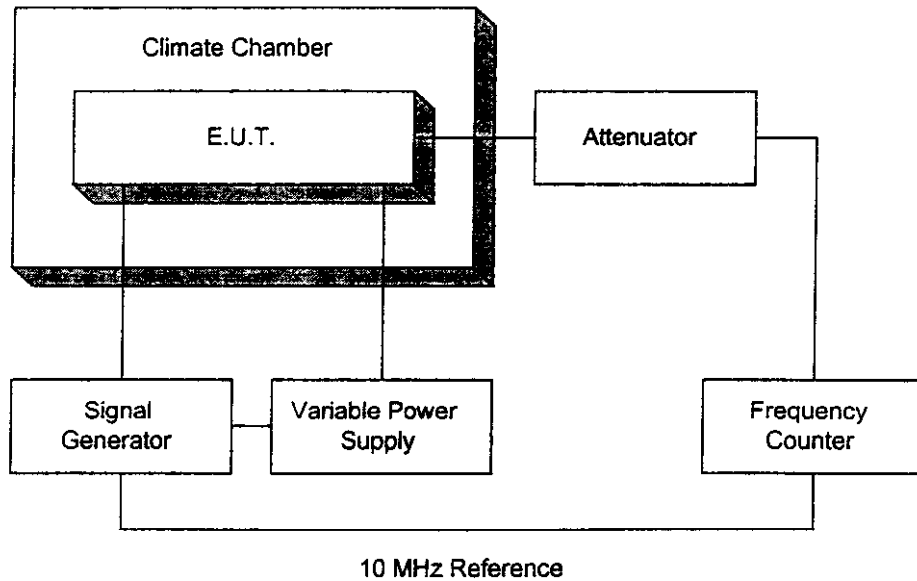 Climate Chamber
E.U.T.
Attenuator
Signal
Generator
Variable Power
Supply
Frequency
Counter
10 MHz Reference